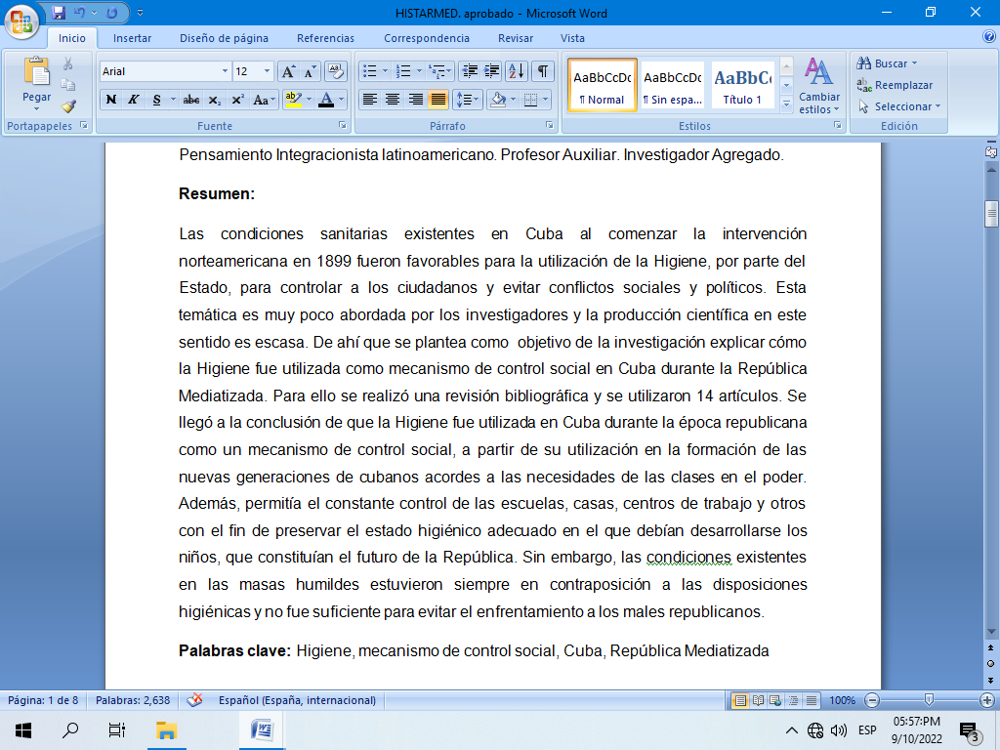 HISTARMED. aprobado - Microsoft Word
Inicio Insertar Diseño de página Referencias Correspondencia Revisar Vista
Pegar
Portapapeles
Arial 12
N K S abc x₂ x² Aa
Fuente
Párrafo
AaBbCcDc AaBbCcDc AaBbC
¶ Normal ¶ Sin espa... Título 1
Cambiar estilos
Estilos
Buscar
Reemplazar
Seleccionar
Edición
Pensamiento Integracionista latinoamericano. Profesor Auxiliar. Investigador Agregado.
Resumen:
Las condiciones sanitarias existentes en Cuba al comenzar la intervención
norteamericana en 1899 fueron favorables para la utilización de la Higiene, por parte del
Estado, para controlar a los ciudadanos y evitar conflictos sociales y políticos. Esta
temática es muy poco abordada por los investigadores y la producción científica en este
sentido es escasa. De ahí que se plantea como  objetivo de la investigación explicar cómo
la Higiene fue utilizada como mecanismo de control social en Cuba durante la República
Mediatizada. Para ello se realizó una revisión bibliográfica y se utilizaron 14 artículos. Se
llegó a la conclusión de que la Higiene fue utilizada en Cuba durante la época republicana
como un mecanismo de control social, a partir de su utilización en la formación de las
nuevas generaciones de cubanos acordes a las necesidades de las clases en el poder.
Además, permitía el constante control de las escuelas, casas, centros de trabajo y otros
con el fin de preservar el estado higiénico adecuado en el que debían desarrollarse los
niños, que constituían el futuro de la República. Sin embargo, las condiciones existentes
en las masas humildes estuvieron siempre en contraposición a las disposiciones
higiénicas y no fue suficiente para evitar el enfrentamiento a los males republicanos.
Palabras clave: Higiene, mecanismo de control social, Cuba, República Mediatizada
Página: 1 de 8 Palabras: 2,638 Español (España, internacional) 100%
ESP
05:57:PM
9/10/2022
3